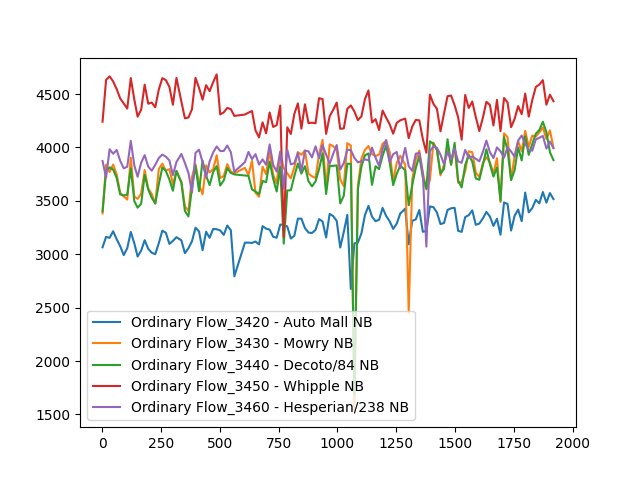 4500
4000
3500
3000
2500
2000
1500
Ordinary Flow_3420 - Auto Mall NB
Ordinary Flow_3430 - Mowry NB
Ordinary Flow_3440 - Decoto/84 NB
Ordinary Flow_3450 - Whipple NB
Ordinary Flow_3460 - Hesperian/238 NB
0 250 500 750 1000 1250 1500 1750 2000